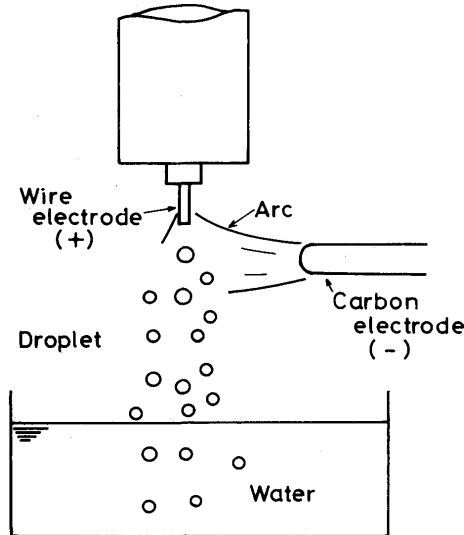 Wire
electrode
(+)
Arc
Carbon
electrode
(-)
Droplet
Water